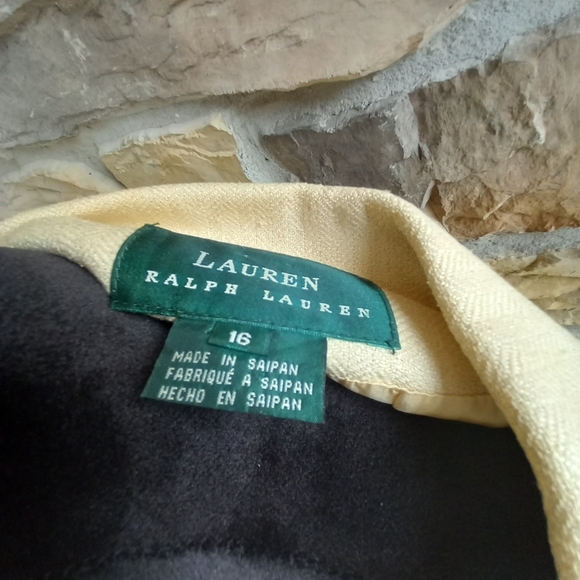 LAUREN
RALPH LAUREN
16
MADE IN SAIPAN
FABRIQUÉ A SAIPAN
HECHO EN SAIPAN